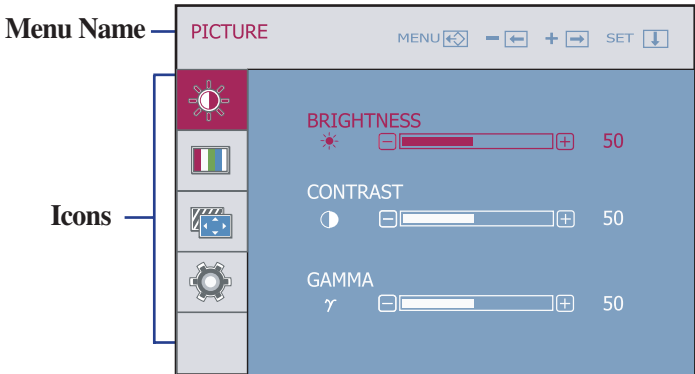 Menu Name
PICTURE MENU - + SET
BRIGHTNESS
- + 50
CONTRAST
- + 50
Icons
GAMMA
γ - + 50